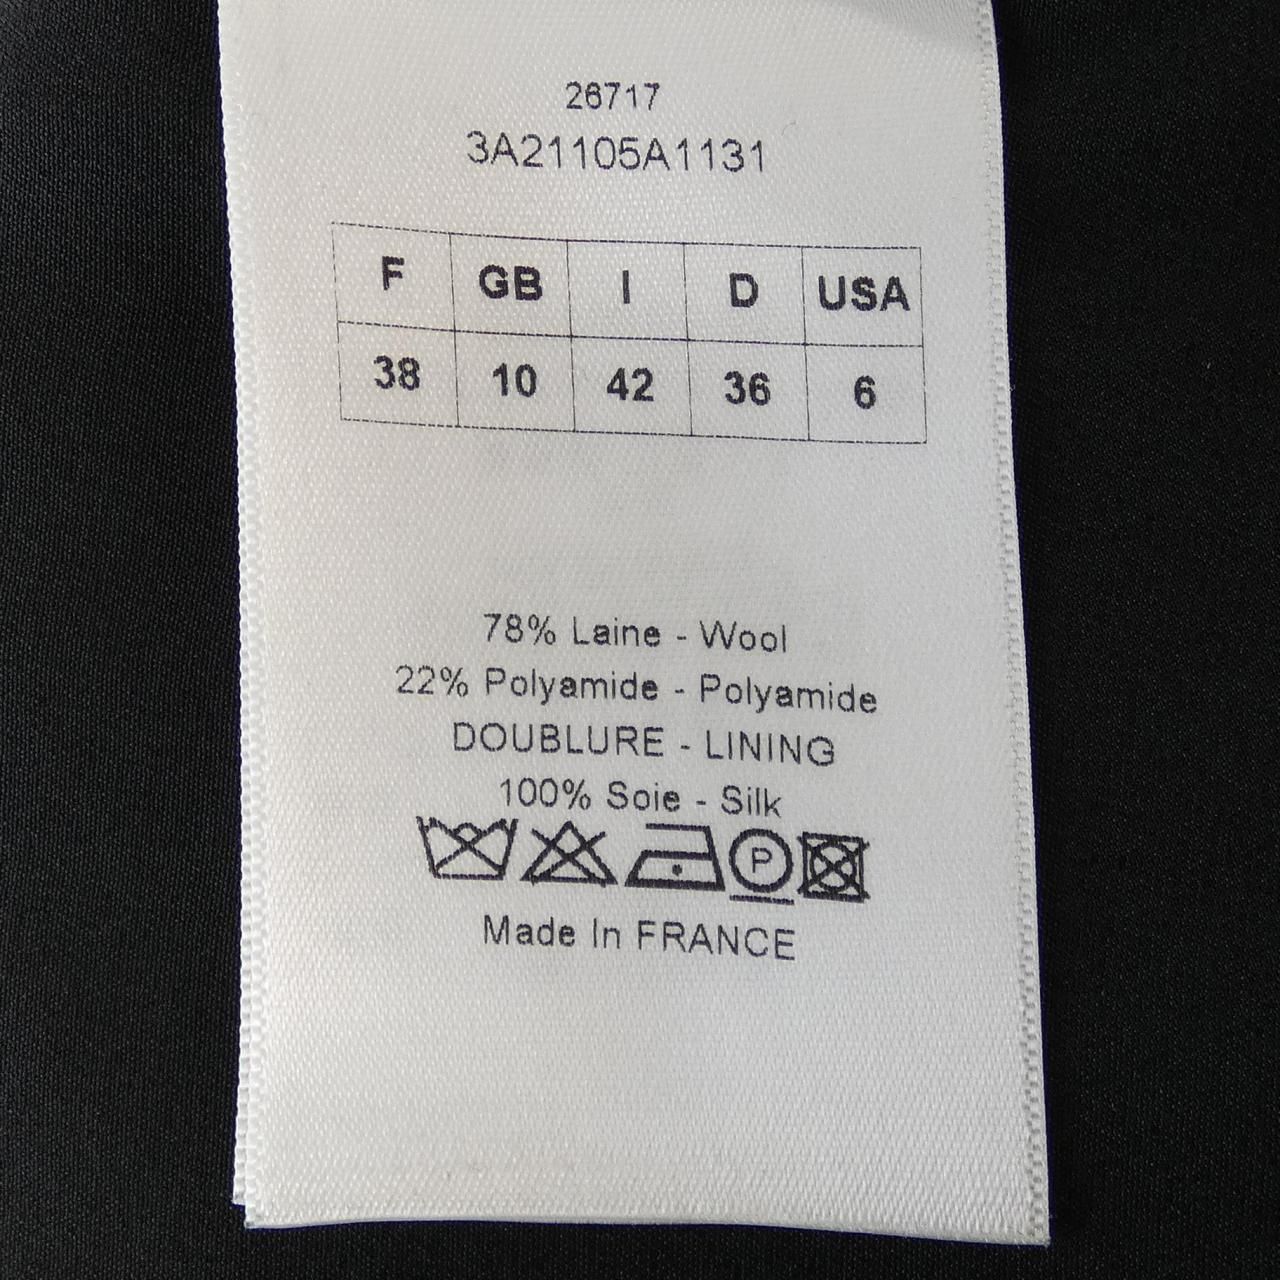 26717
3A21105A1131
F GB I D USA
38 10 42 36 6
78% Laine - Wool
22% Polyamide - Polyamide
DOUBLURE - LINING
100% Soie - Silk
P
Made In FRANCE